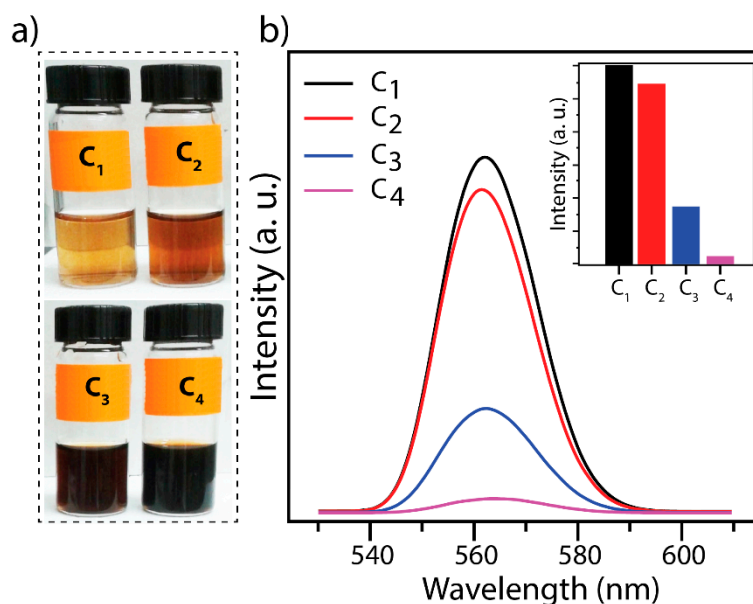 a)
C₁
C₂
C₃
C₄
b)
Intensity (a. u.)
C₁
C₂
C₃
C₄
Intensity (a. u.)
C₁ C₂ C₃ C₄
540 560 580 600
Wavelength (nm)